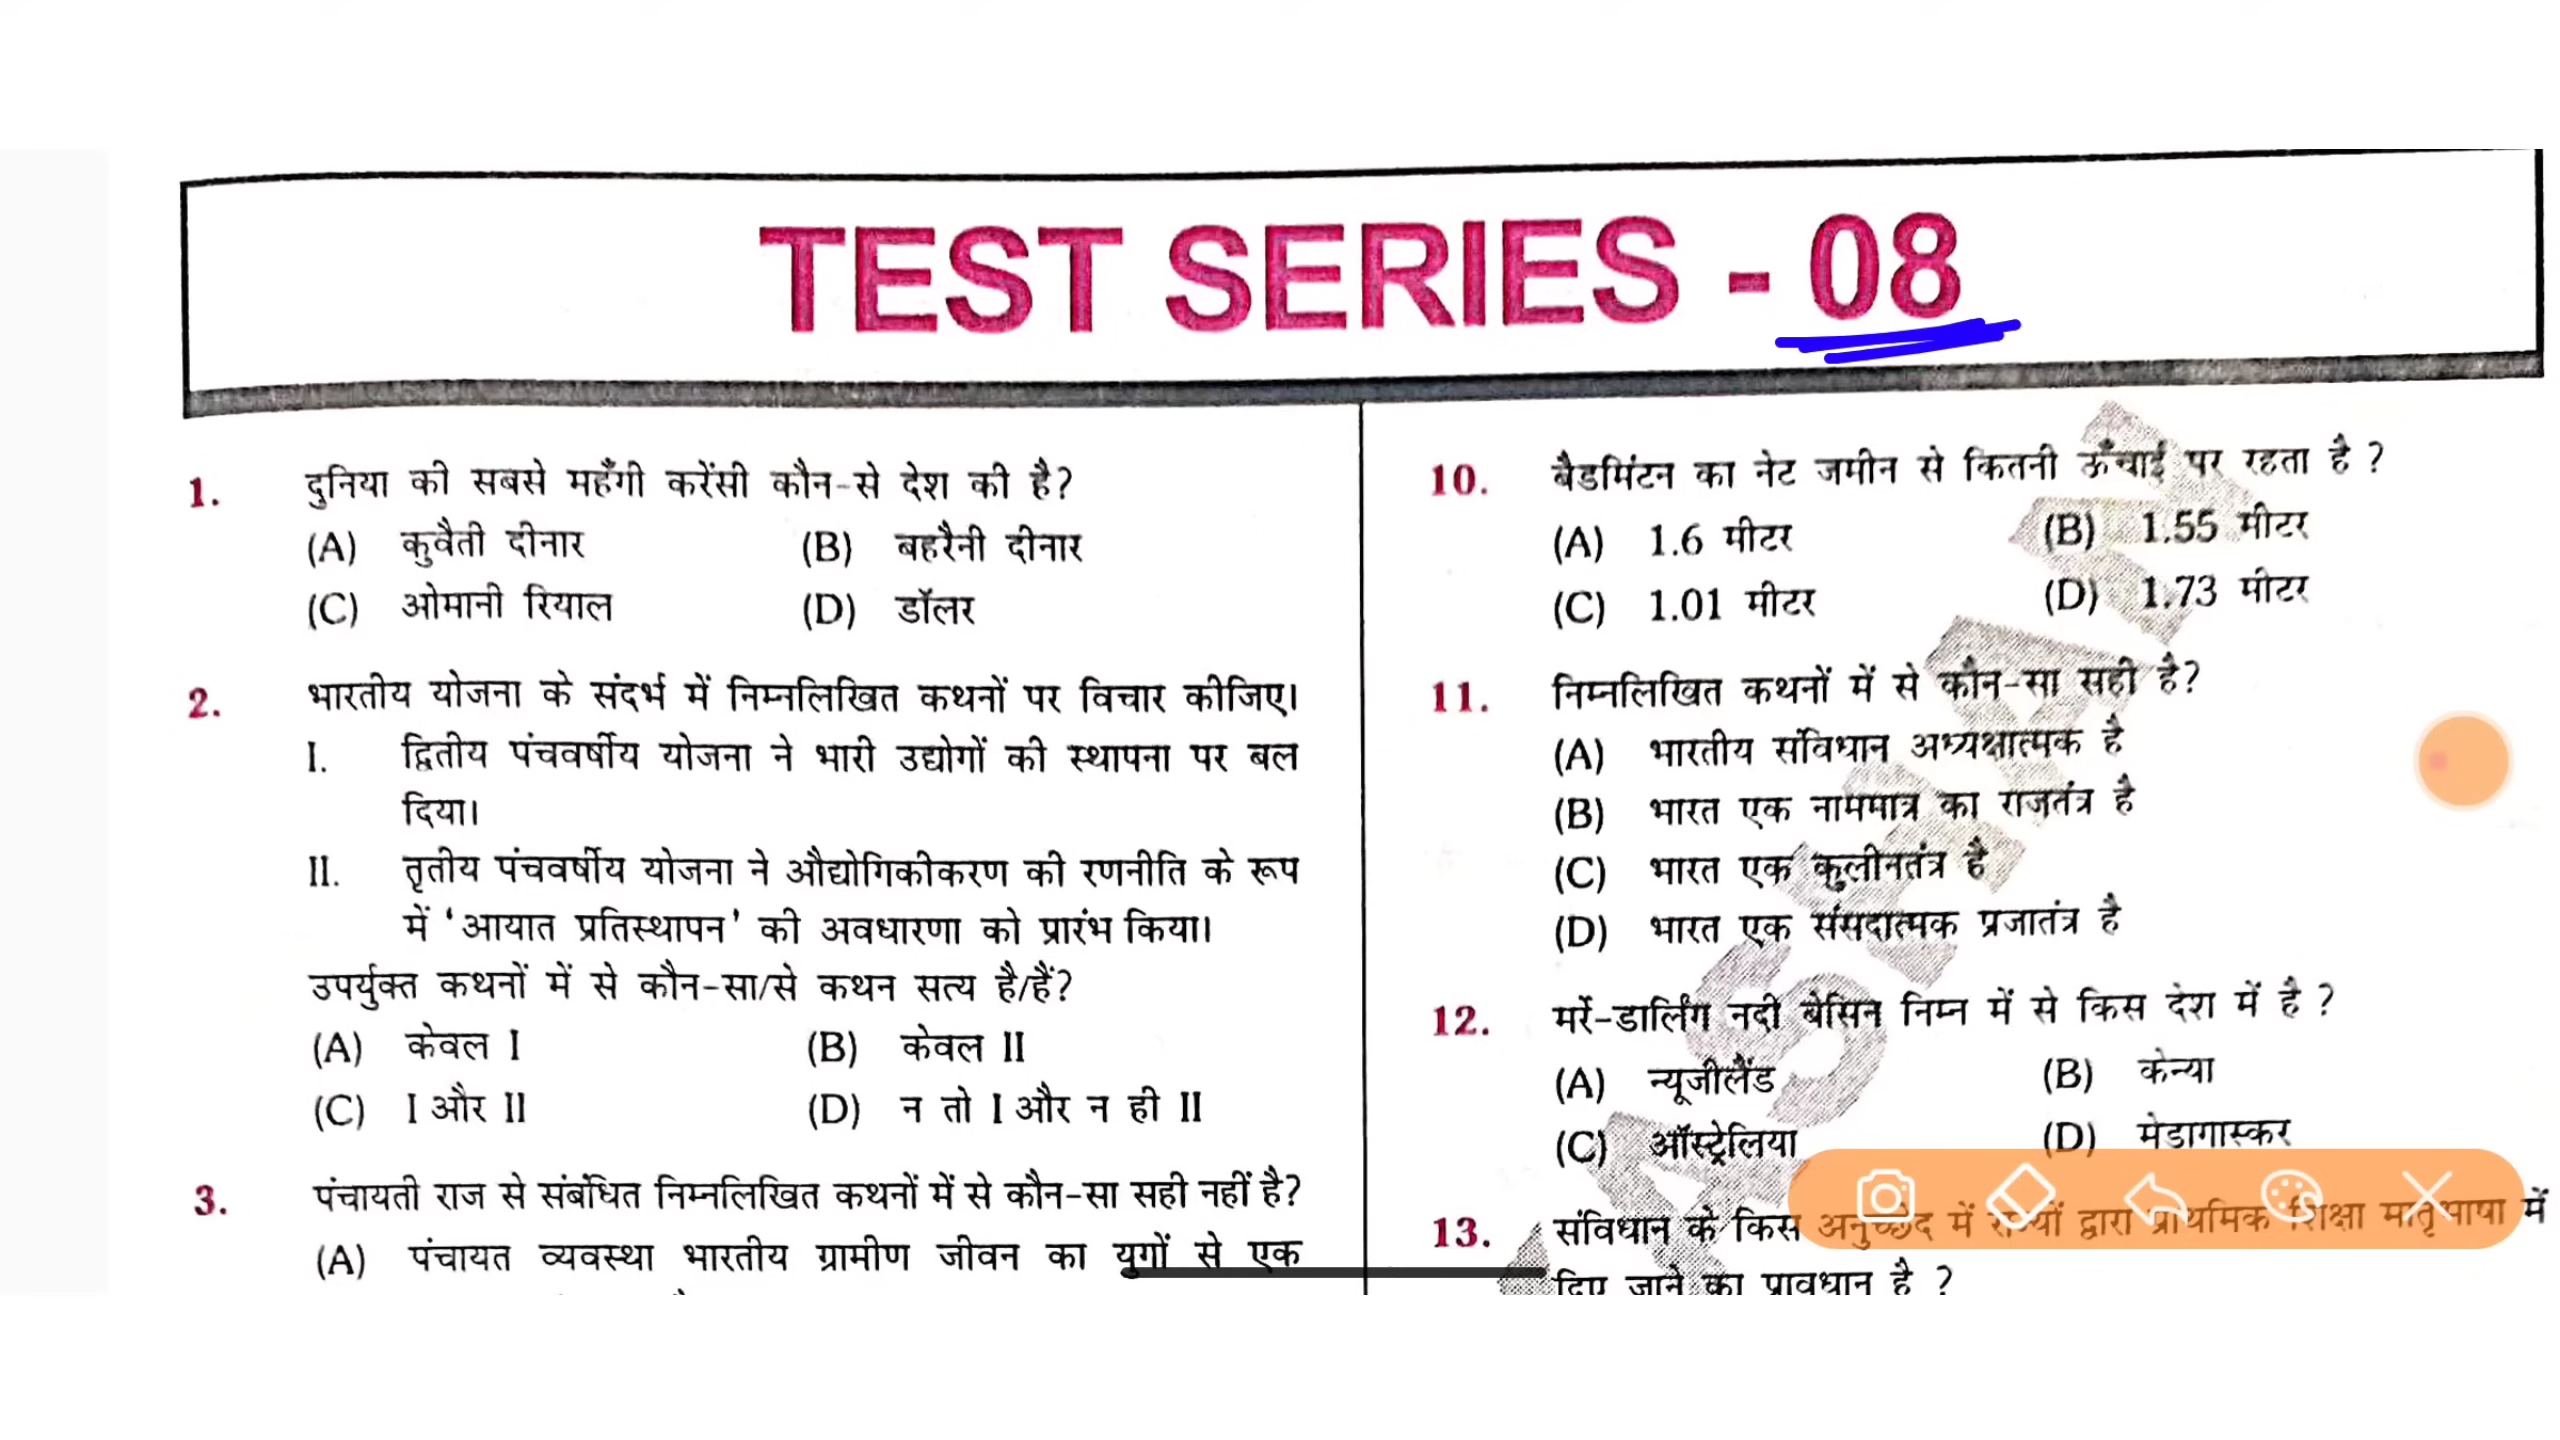 TEST SERIES - 08
1. दुनिया की सबसे महँगी करेंसी कौन-से देश की है?
(A) कुवैती दीनार (B) बहरैनी दीनार
(C) ओमानी रियाल (D) डॉलर
2. भारतीय योजना के संदर्भ में निम्नलिखित कथनों पर विचार कीजिए।
I. द्वितीय पंचवर्षीय योजना ने भारी उद्योगों की स्थापना पर बल
दिया।
II. तृतीय पंचवर्षीय योजना ने औद्योगिकीकरण की रणनीति के रूप
में ‘आयात प्रतिस्थापन’ की अवधारणा को प्रारंभ किया।
उपर्युक्त कथनों में से कौन-सा/से कथन सत्य है/हैं?
(A) केवल I (B) केवल II
(C) I और II (D) न तो I और न ही II
3. पंचायती राज से संबंधित निम्नलिखित कथनों में से कौन-सा सही नहीं है?
(A) पंचायत व्यवस्था भारतीय ग्रामीण जीवन का युगों से एक
10. बैडमिंटन का नेट जमीन से कितनी ऊँचाई पर रहता है ?
(A) 1.6 मीटर (B) 1.55 मीटर
(C) 1.01 मीटर (D) 1.73 मीटर
11. निम्नलिखित कथनों में से कौन-सा सही है?
(A) भारतीय संविधान अध्यक्षात्मक है
(B) भारत एक नाममात्र का राजतंत्र है
(C) भारत एक कुलीनतंत्र है
(D) भारत एक संसदात्मक प्रजातंत्र है
12. मर्रे-डार्लिंग नदी बेसिन निम्न में से किस देश में है ?
(A) न्यूजीलैंड (B) केन्या
(C) ऑस्ट्रेलिया (D) मेडागास्कर
13. संविधान के किस अनुच्छेद में राज्यों द्वारा प्राथमिक शिक्षा मातृभाषा में
दिए जाने का प्रावधान है ?